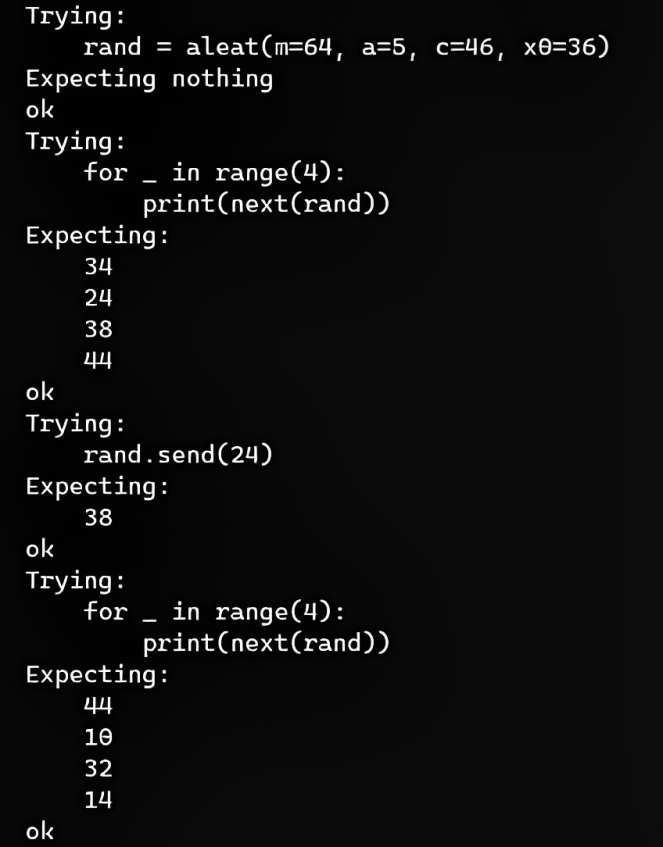 Trying:
    rand = aleat(m=64, a=5, c=46, x0=36)
Expecting nothing
ok
Trying:
    for _ in range(4):
        print(next(rand))
Expecting:
    34
    24
    38
    44
ok
Trying:
    rand.send(24)
Expecting:
    38
ok
Trying:
    for _ in range(4):
        print(next(rand))
Expecting:
    44
    10
    32
    14
ok